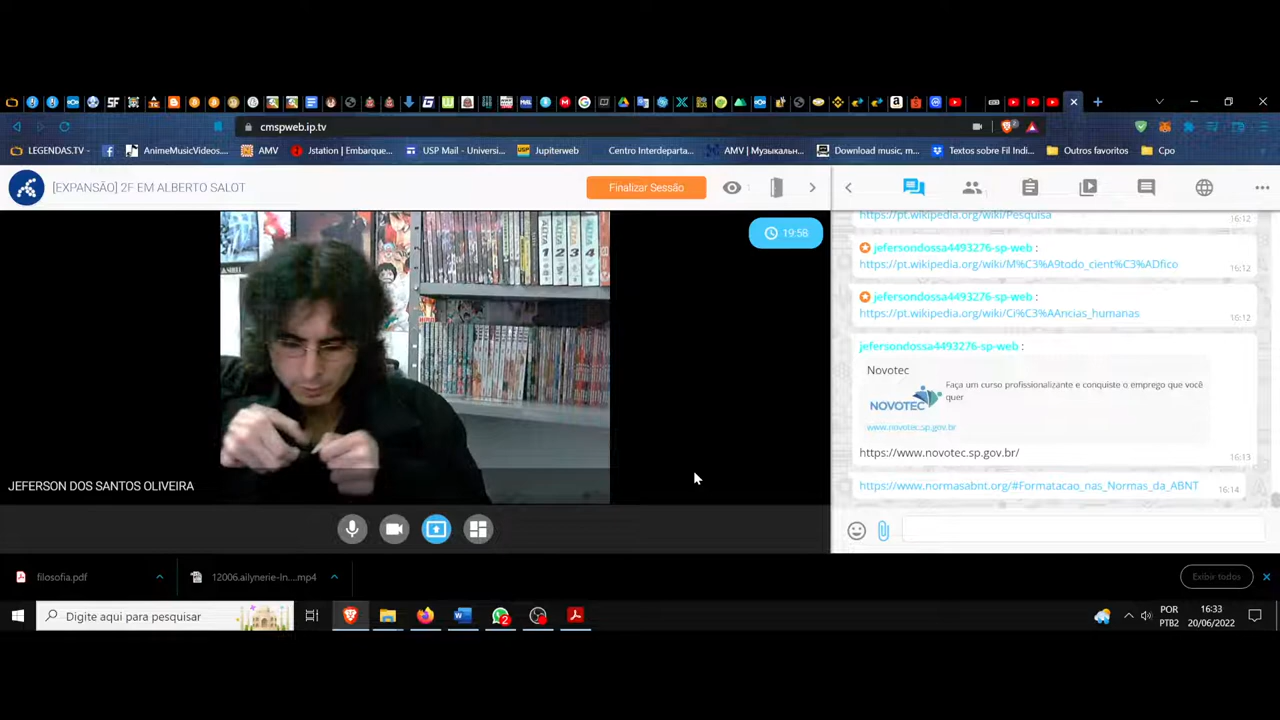 cmspweb.ip.tv
LEGENDAS.TV
AnimeMusicVideos...
AMV
Jstation | Embarque...
USP Mail - Universi...
Jupiterweb
Centro Interdeparta...
AMV | Музыкальн...
Download music, m...
Textos sobre Fil Indi...
Outros favoritos
Cpo
[EXPANSÃO] 2F EM ALBERTO SALOT
Finalizar Sessão
19:58
JEFERSON DOS SANTOS OLIVEIRA
https://pt.wikipedia.org/wiki/Pesquisa
16:12
jefersondossa4493276-sp-web :
https://pt.wikipedia.org/wiki/M%C3%A9todo_cient%C3%ADfico
16:12
jefersondossa4493276-sp-web :
https://pt.wikipedia.org/wiki/Ci%C3%AAncias_humanas
16:12
jefersondossa4493276-sp-web :
Novotec
NOVOTEC
Faça um curso profissionalizante e conquiste o emprego que você
quer
www.novotec.sp.gov.br
https://www.novotec.sp.gov.br/
16:13
https://www.normasabnt.org/#Formatacao_nas_Normas_da_ABNT
16:14
filosofia.pdf
12006.ailynerie-In....mp4
Exibir todos
Digite aqui para pesquisar
POR
PTB2
16:33
20/06/2022